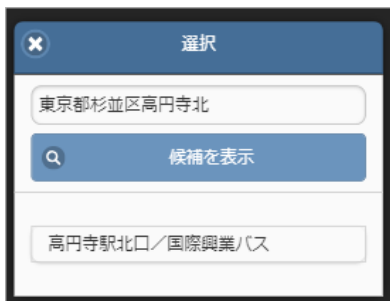 選択
東京都杉並区高円寺北
候補を表示
高円寺駅北口／国際興業バス